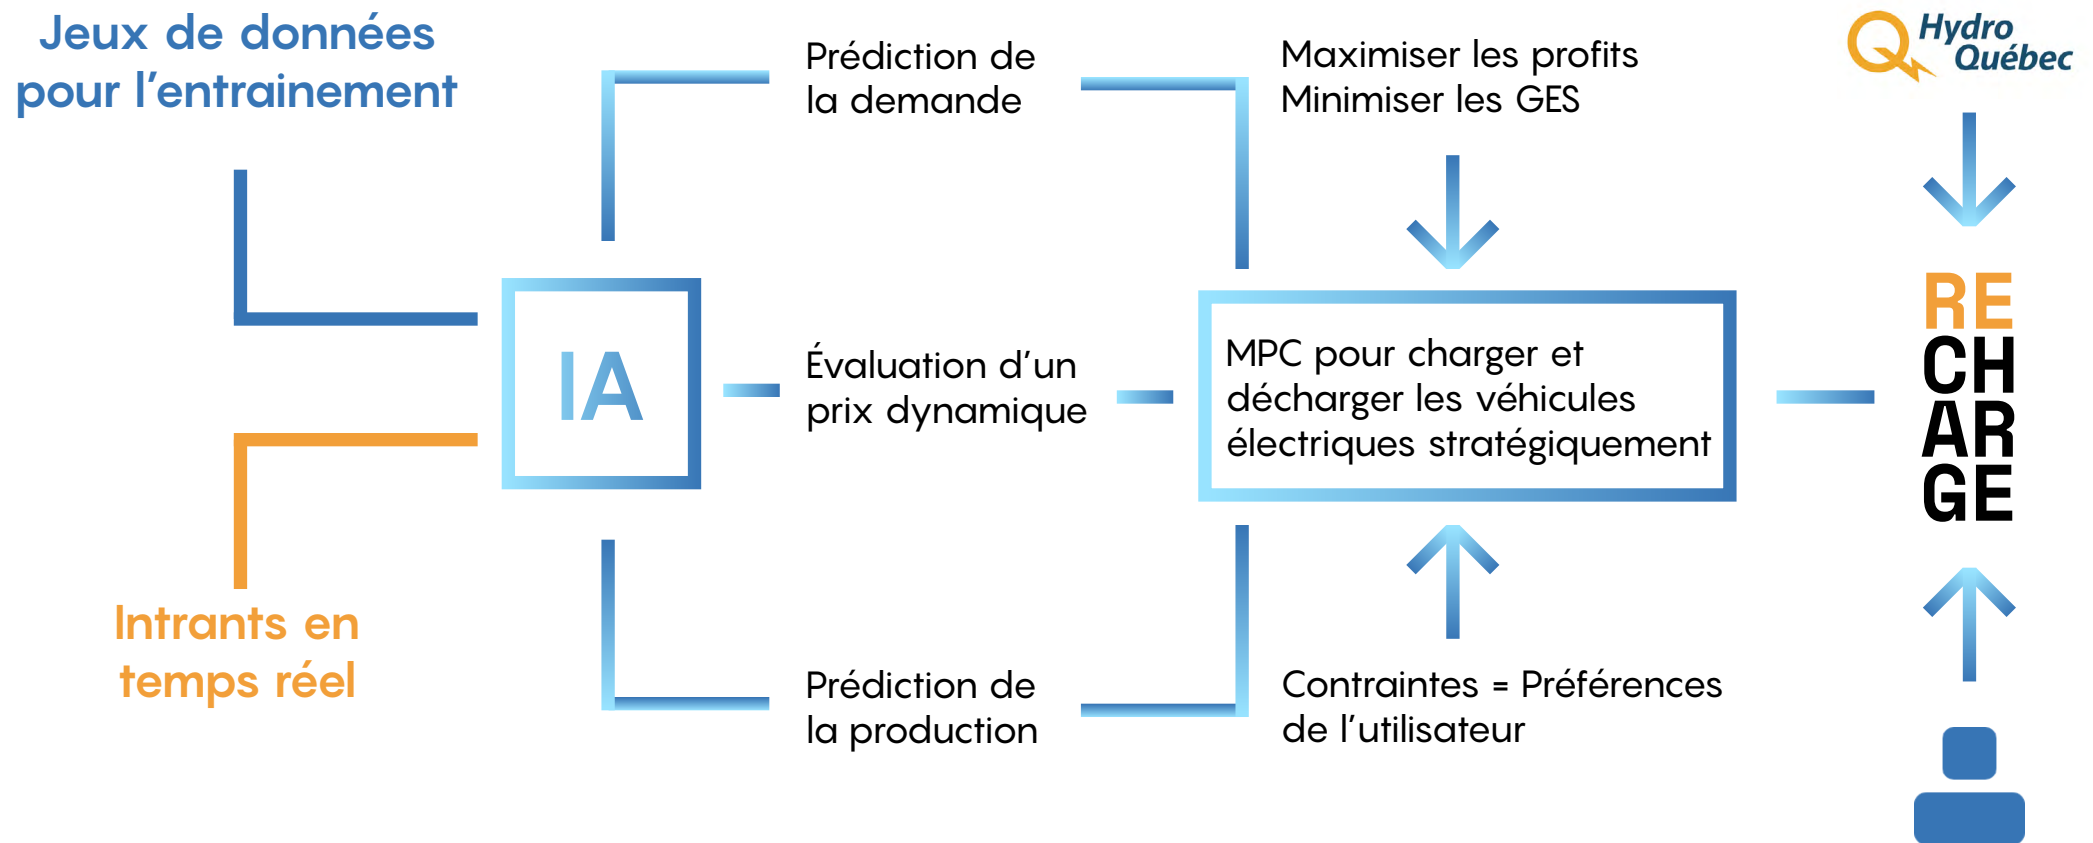 Jeux de données
pour l'entrainement
Intrants en
temps réel
IA
Prédiction de
la demande
Évaluation d'un
prix dynamique
Prédiction de
la production
Maximiser les profits
Minimiser les GES
MPC pour charger et
décharger les véhicules
électriques stratégiquement
Contraintes = Préférences
de l'utilisateur
Hydro
Québec
RE
CH
AR
GE